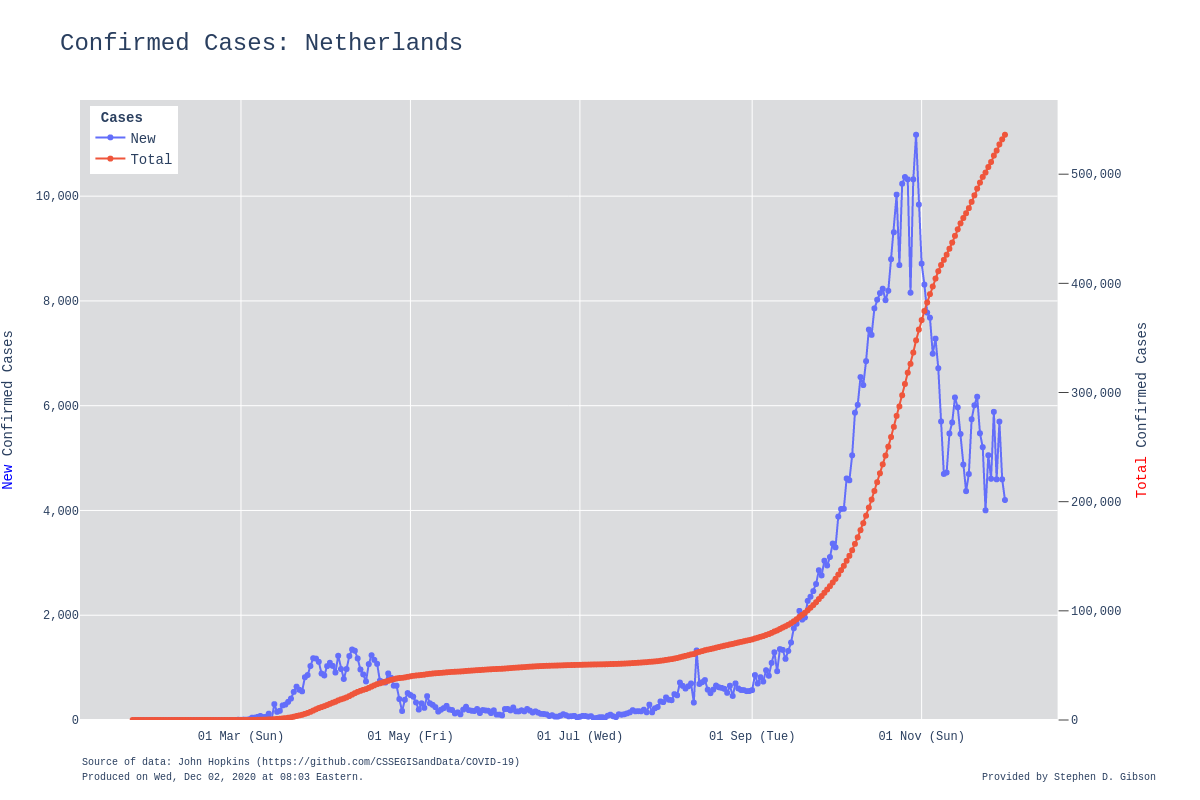 Confirmed Cases: Netherlands
Cases
New
Total
10,000
8,000
6,000
4,000
2,000
0
New Confirmed Cases
500,000
400,000
300,000
200,000
100,000
0
Total Confirmed Cases
01 Mar (Sun)
01 May (Fri)
01 Jul (Wed)
01 Sep (Tue)
01 Nov (Sun)
Source of data: John Hopkins (https://github.com/CSSEGISandData/COVID-19)
Produced on Wed, Dec 02, 2020 at 08:03 Eastern.
Provided by Stephen D. Gibson